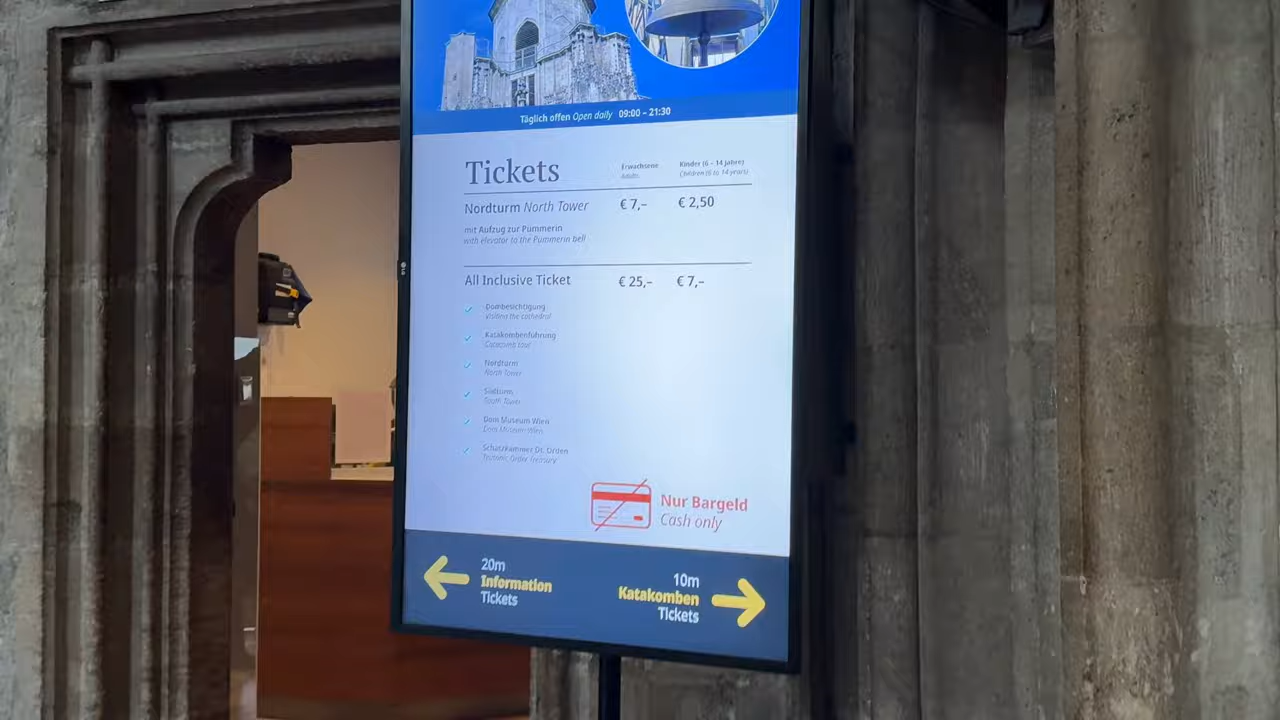 Täglich offen Open daily 09:00 – 21:30
Tickets
Erwachsene
Adults
Kinder (6 – 14 Jahre)
Children (6 to 14 years)
Nordturm North Tower € 7,– € 2,50
mit Aufzug zur Pummerin
with elevator to the Pummerin bell
All Inclusive Ticket € 25,– € 7,–
Dombesichtigung
Visiting the cathedral
Katakombenführung
Catacomb tour
Nordturm
North Tower
Südturm
South Tower
Dom Museum Wien
Dom Museum Wien
Schatzkammer Dt. Orden
Teutonic Order Treasury
Nur Bargeld
Cash only
20m
Information
Tickets
10m
Katakomben
Tickets
LG